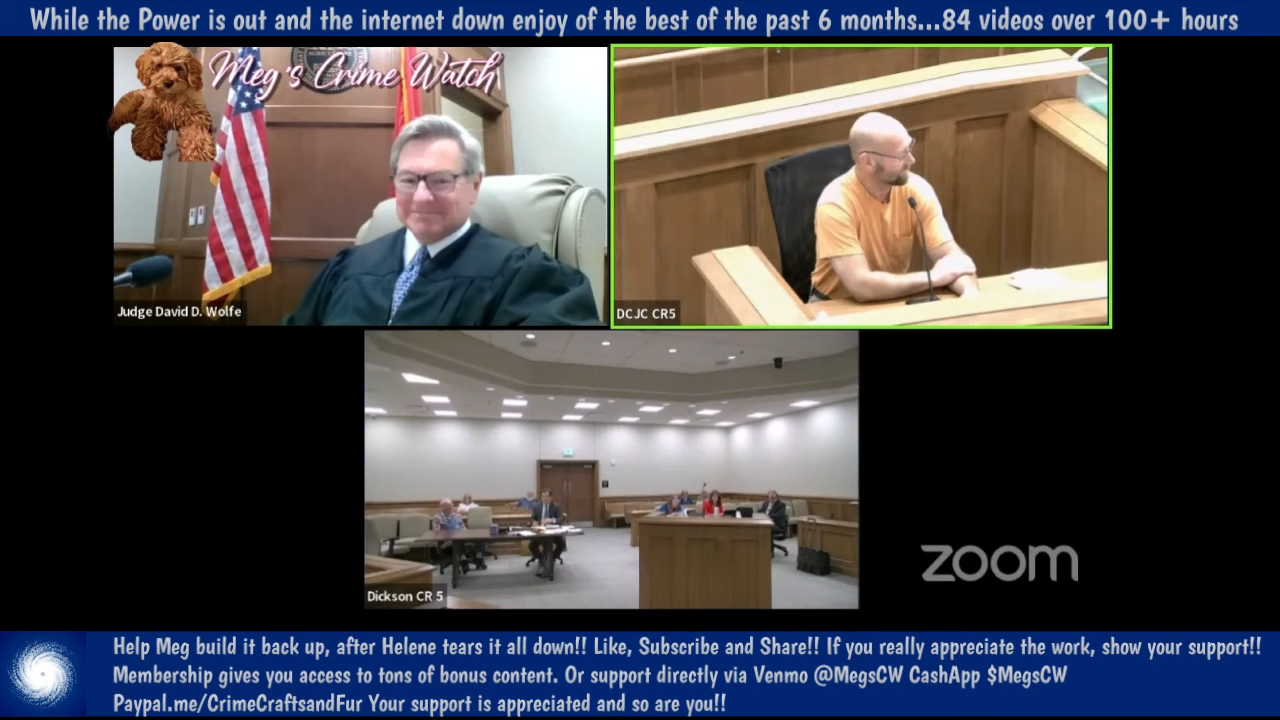 While the Power is out and the internet down enjoy of the best of the past 6 months...84 videos over 100+ hours
Meg's Crime Watch
Judge David D. Wolfe
DCJC CR5
Dickson CR 5
zoom
Help Meg build it back up, after Helene tears it all down!! Like, Subscribe and Share!! If you really appreciate the work, show your support!!
Membership gives you access to tons of bonus content. Or support directly via Venmo @MegsCW CashApp $MegsCW
Paypal.me/CrimeCraftsandFur Your support is appreciated and so are you!!